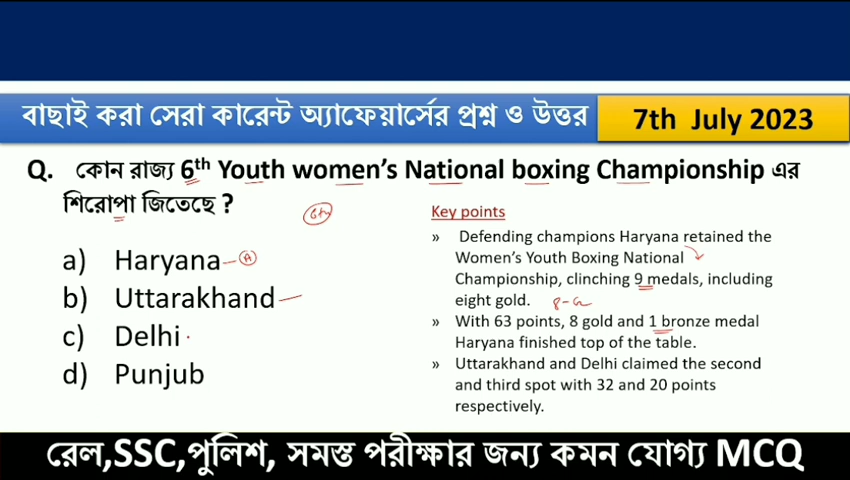 বাছাই করা সেরা কারেন্ট অ্যাফেয়ার্সের প্রশ্ন ও উত্তর
7th July 2023
Q. কোন রাজ্য 6th Youth women's National boxing Championship এর
শিরোপা জিতেছে ?
6th
a) Haryana
A
b) Uttarakhand
c) Delhi
d) Punjub
Key points
» Defending champions Haryana retained the
Women's Youth Boxing National
Championship, clinching 9 medals, including
eight gold.
8-G
» With 63 points, 8 gold and 1 bronze medal
Haryana finished top of the table.
» Uttarakhand and Delhi claimed the second
and third spot with 32 and 20 points
respectively.
রেল,SSC,পুলিশ, সমস্ত পরীক্ষার জন্য কমন যোগ্য MCQ